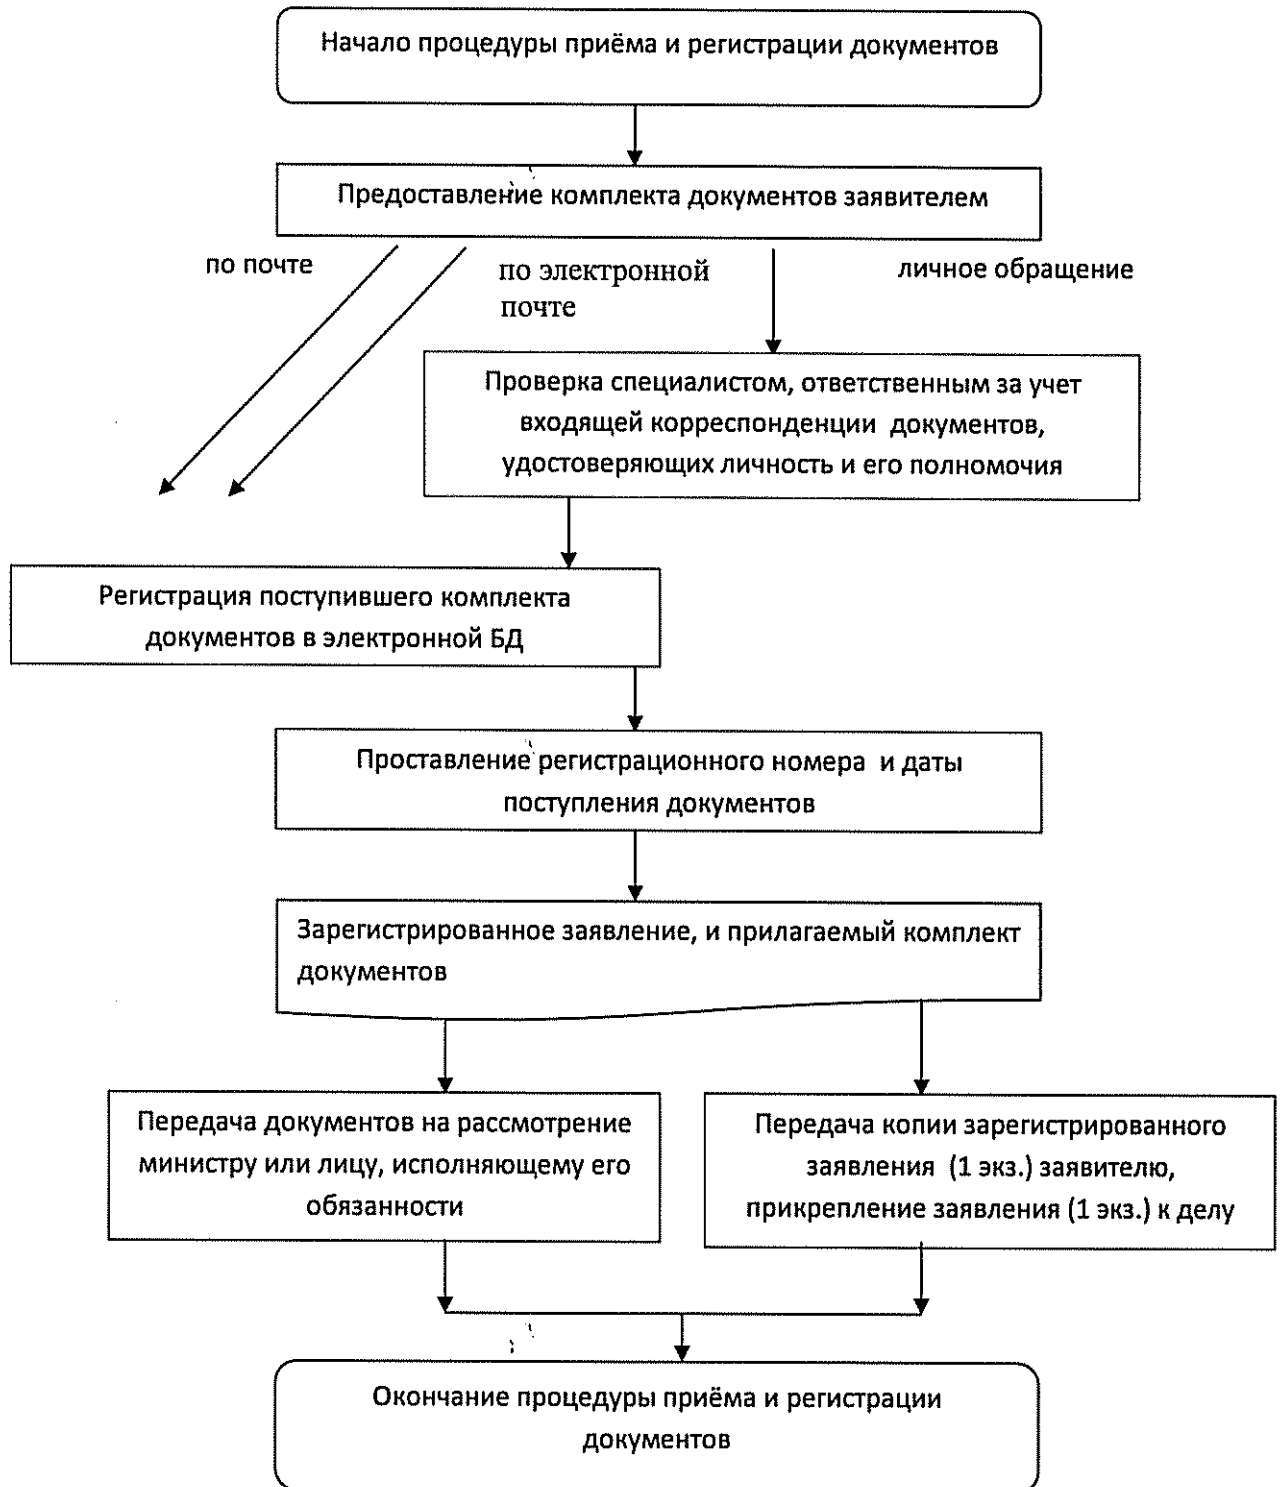 Начало процедуры приёма и регистрации документов
Предоставление комплекта документов заявителем
по почте
по электронной
почте
личное обращение
Проверка специалистом, ответственным за учет
входящей корреспонденции документов,
удостоверяющих личность и его полномочия
Регистрация поступившего комплекта
документов в электронной БД
Проставление регистрационного номера и даты
поступления документов
Зарегистрированное заявление, и прилагаемый комплект
документов
Передача документов на рассмотрение
министру или лицу, исполняющему его
обязанности
Передача копии зарегистрированного
заявления (1 экз.) заявителю,
прикрепление заявления (1 экз.) к делу
Окончание процедуры приёма и регистрации
документов